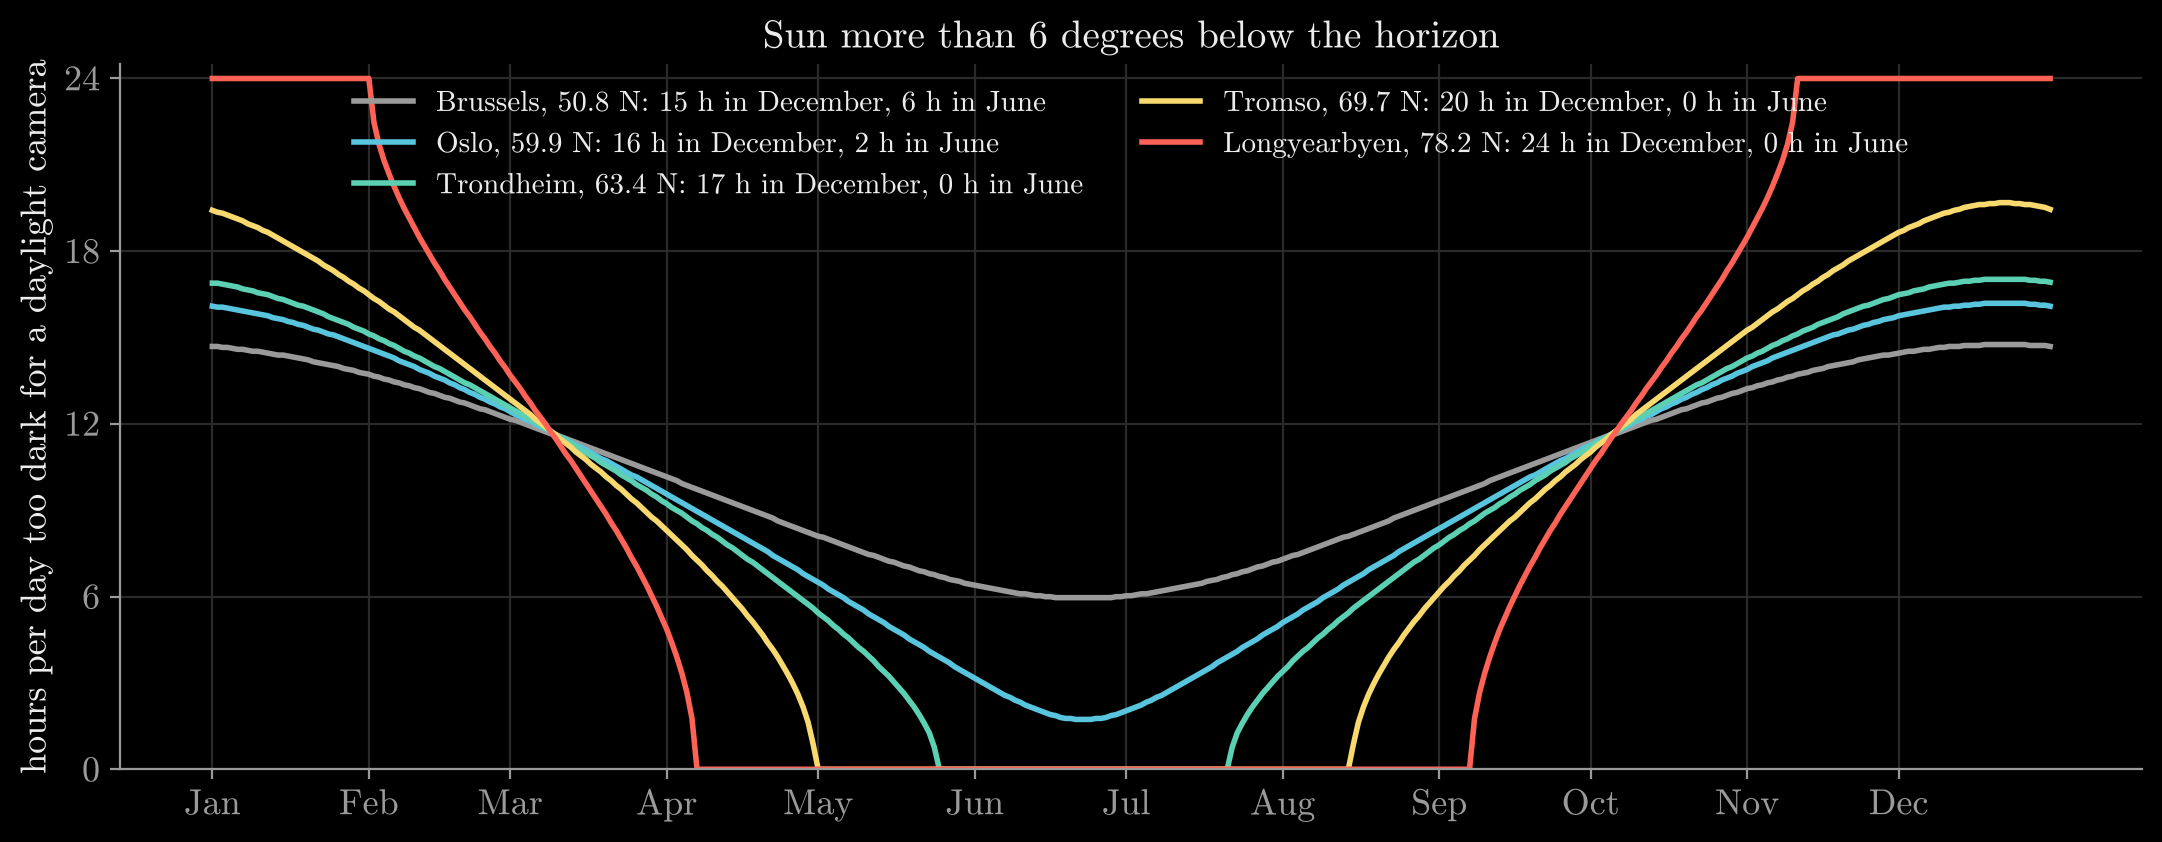 Sun more than 6 degrees below the horizon
hours per day too dark for a daylight camera
24
18
12
6
0
Brussels, 50.8 N: 15 h in December, 6 h in June
Oslo, 59.9 N: 16 h in December, 2 h in June
Trondheim, 63.4 N: 17 h in December, 0 h in June
Tromso, 69.7 N: 20 h in December, 0 h in June
Longyearbyen, 78.2 N: 24 h in December, 0 h in June
Jan Feb Mar Apr May Jun Jul Aug Sep Oct Nov Dec